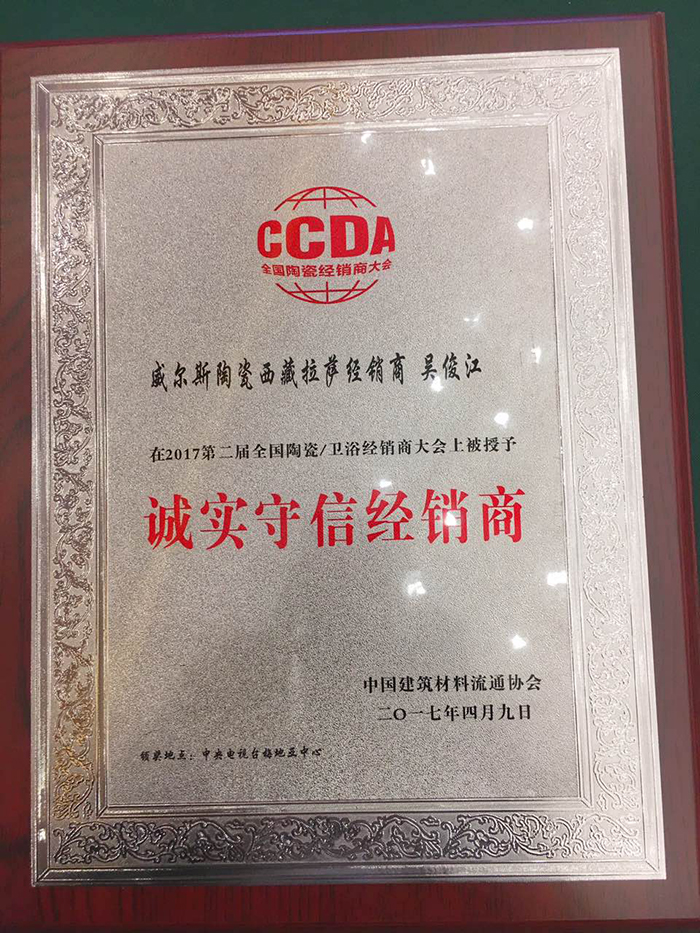 CCDA
全国陶瓷经销商大会
威尔斯陶瓷西藏拉萨经销商 吴俊江
在2017第二届全国陶瓷/卫浴经销商大会上被授予
诚实守信经销商
中国建筑材料流通协会
二〇一七年四月九日
颁奖地点：中央电视台梅地亚中心